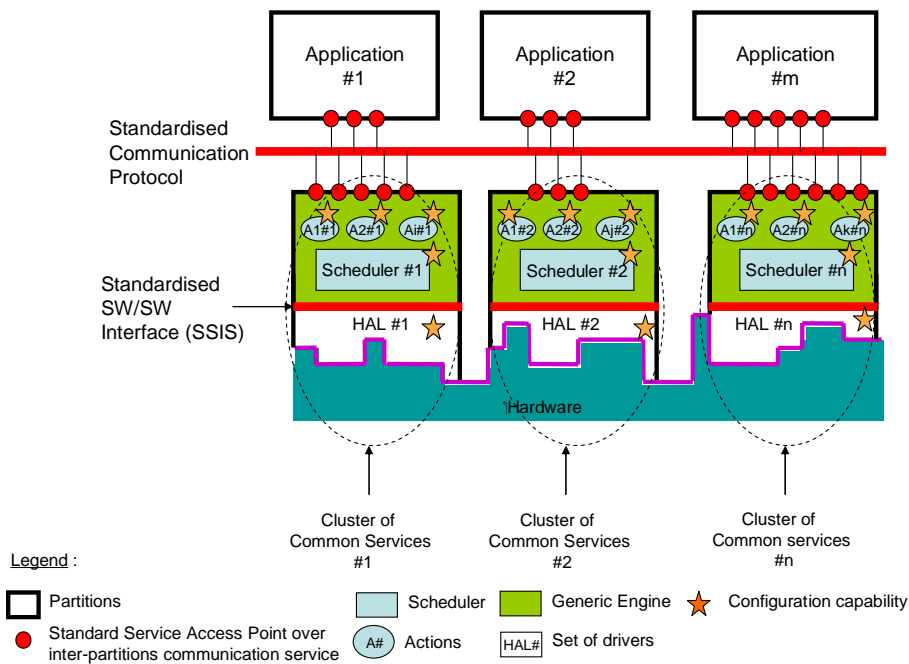 Application
#1
Application
#2
Application
#m
Standardised
Communication
Protocol
A1#1
A2#1
Ai#1
A1#2
A2#2
Aj#2
A1#n
A2#n
Ak#n
Scheduler #1
Scheduler #2
Scheduler #n
Standardised
SW/SW
Interface (SSIS)
HAL #1
HAL #2
HAL #n
Hardware
Cluster of
Common Services
#1
Cluster of
Common Services
#2
Cluster of
Common services
#n
Legend :
Partitions
Scheduler
Generic Engine
Configuration capability
Standard Service Access Point over
inter-partitions communication service
A#
Actions
HAL#
Set of drivers